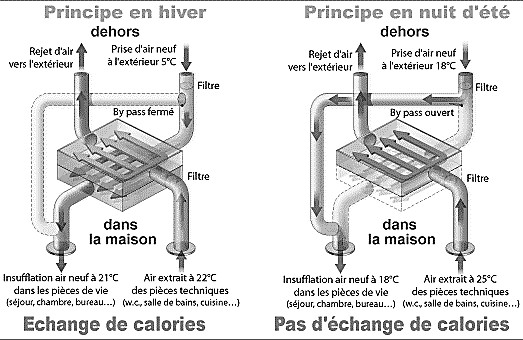 Principe en hiver
dehors
Rejet d'air
vers l'extérieur
Prise d'air neuf
à l'extérieur 5°C
Filtre
By pass fermé
Filtre
dans
la maison
Insufflation air neuf à 21°C
dans les pièces de vie
(séjour, chambre, bureau...)
Air extrait à 22°C
des pièces techniques
(w.c., salle de bains, cuisine...)
Echange de calories
Principe en nuit d'été
dehors
Rejet d'air
vers l'extérieur
Prise d'air neuf
à l'extérieur 18°C
Filtre
By pass ouvert
Filtre
dans
la maison
Insufflation air neuf à 18°C
dans les pièces de vie
(séjour, chambre, bureau...)
Air extrait à 25°C
des pièces techniques
(w.c., salle de bains, cuisine...)
Pas d'échange de calories